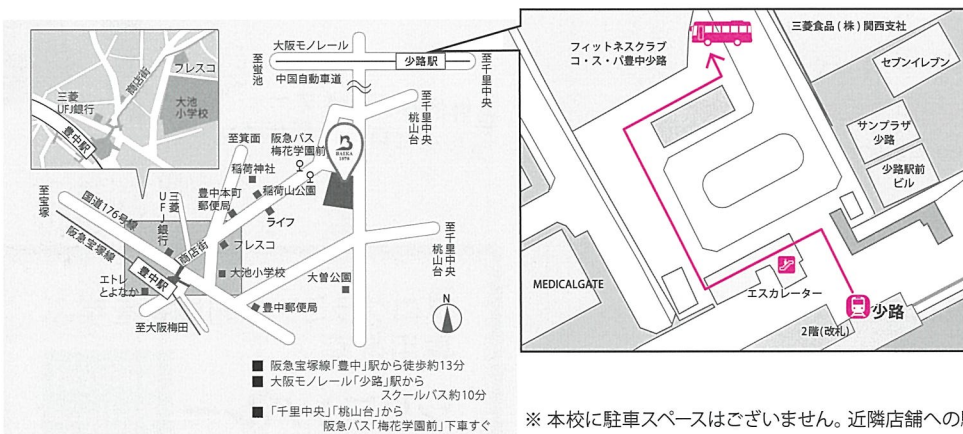 大阪モノレール
少路駅
至蛍池
中国自動車道
至千里中央
フレスコ
商店街
三菱UFJ銀行
大池小学校
豊中駅
至箕面
阪急バス
梅花学園前
BAIKA
1878
至千里中央
桃山台
稲荷神社
稲荷山公園
豊中本町
郵便局
ライフ
至宝塚
国道176号線
三菱UFJ銀行
阪急宝塚線
商店街
フレスコ
至千里中央
桃山台
豊中駅
大池小学校
大曽公園
エトレ
とよなか
豊中郵便局
至大阪梅田
N
■ 阪急宝塚線「豊中」駅から徒歩約13分
■ 大阪モノレール「少路」駅から
スクールバス約10分
■ 「千里中央」「桃山台」から
阪急バス「梅花学園前」下車すぐ
フィットネスクラブ
コ・ス・パ豊中少路
三菱食品(株)関西支社
セブンイレブン
サンプラザ
少路
少路駅前
ビル
MEDICALGATE
エスカレーター
少路
2階(改札)
※ 本校に駐車スペースはございません。近隣店舗への